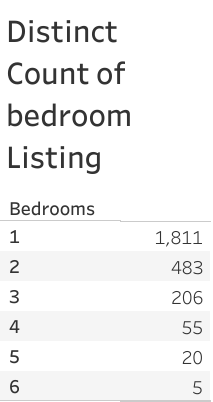 Distinct
Count of
bedroom
Listing
Bedrooms
1 1,811
2 483
3 206
4 55
5 20
6 5